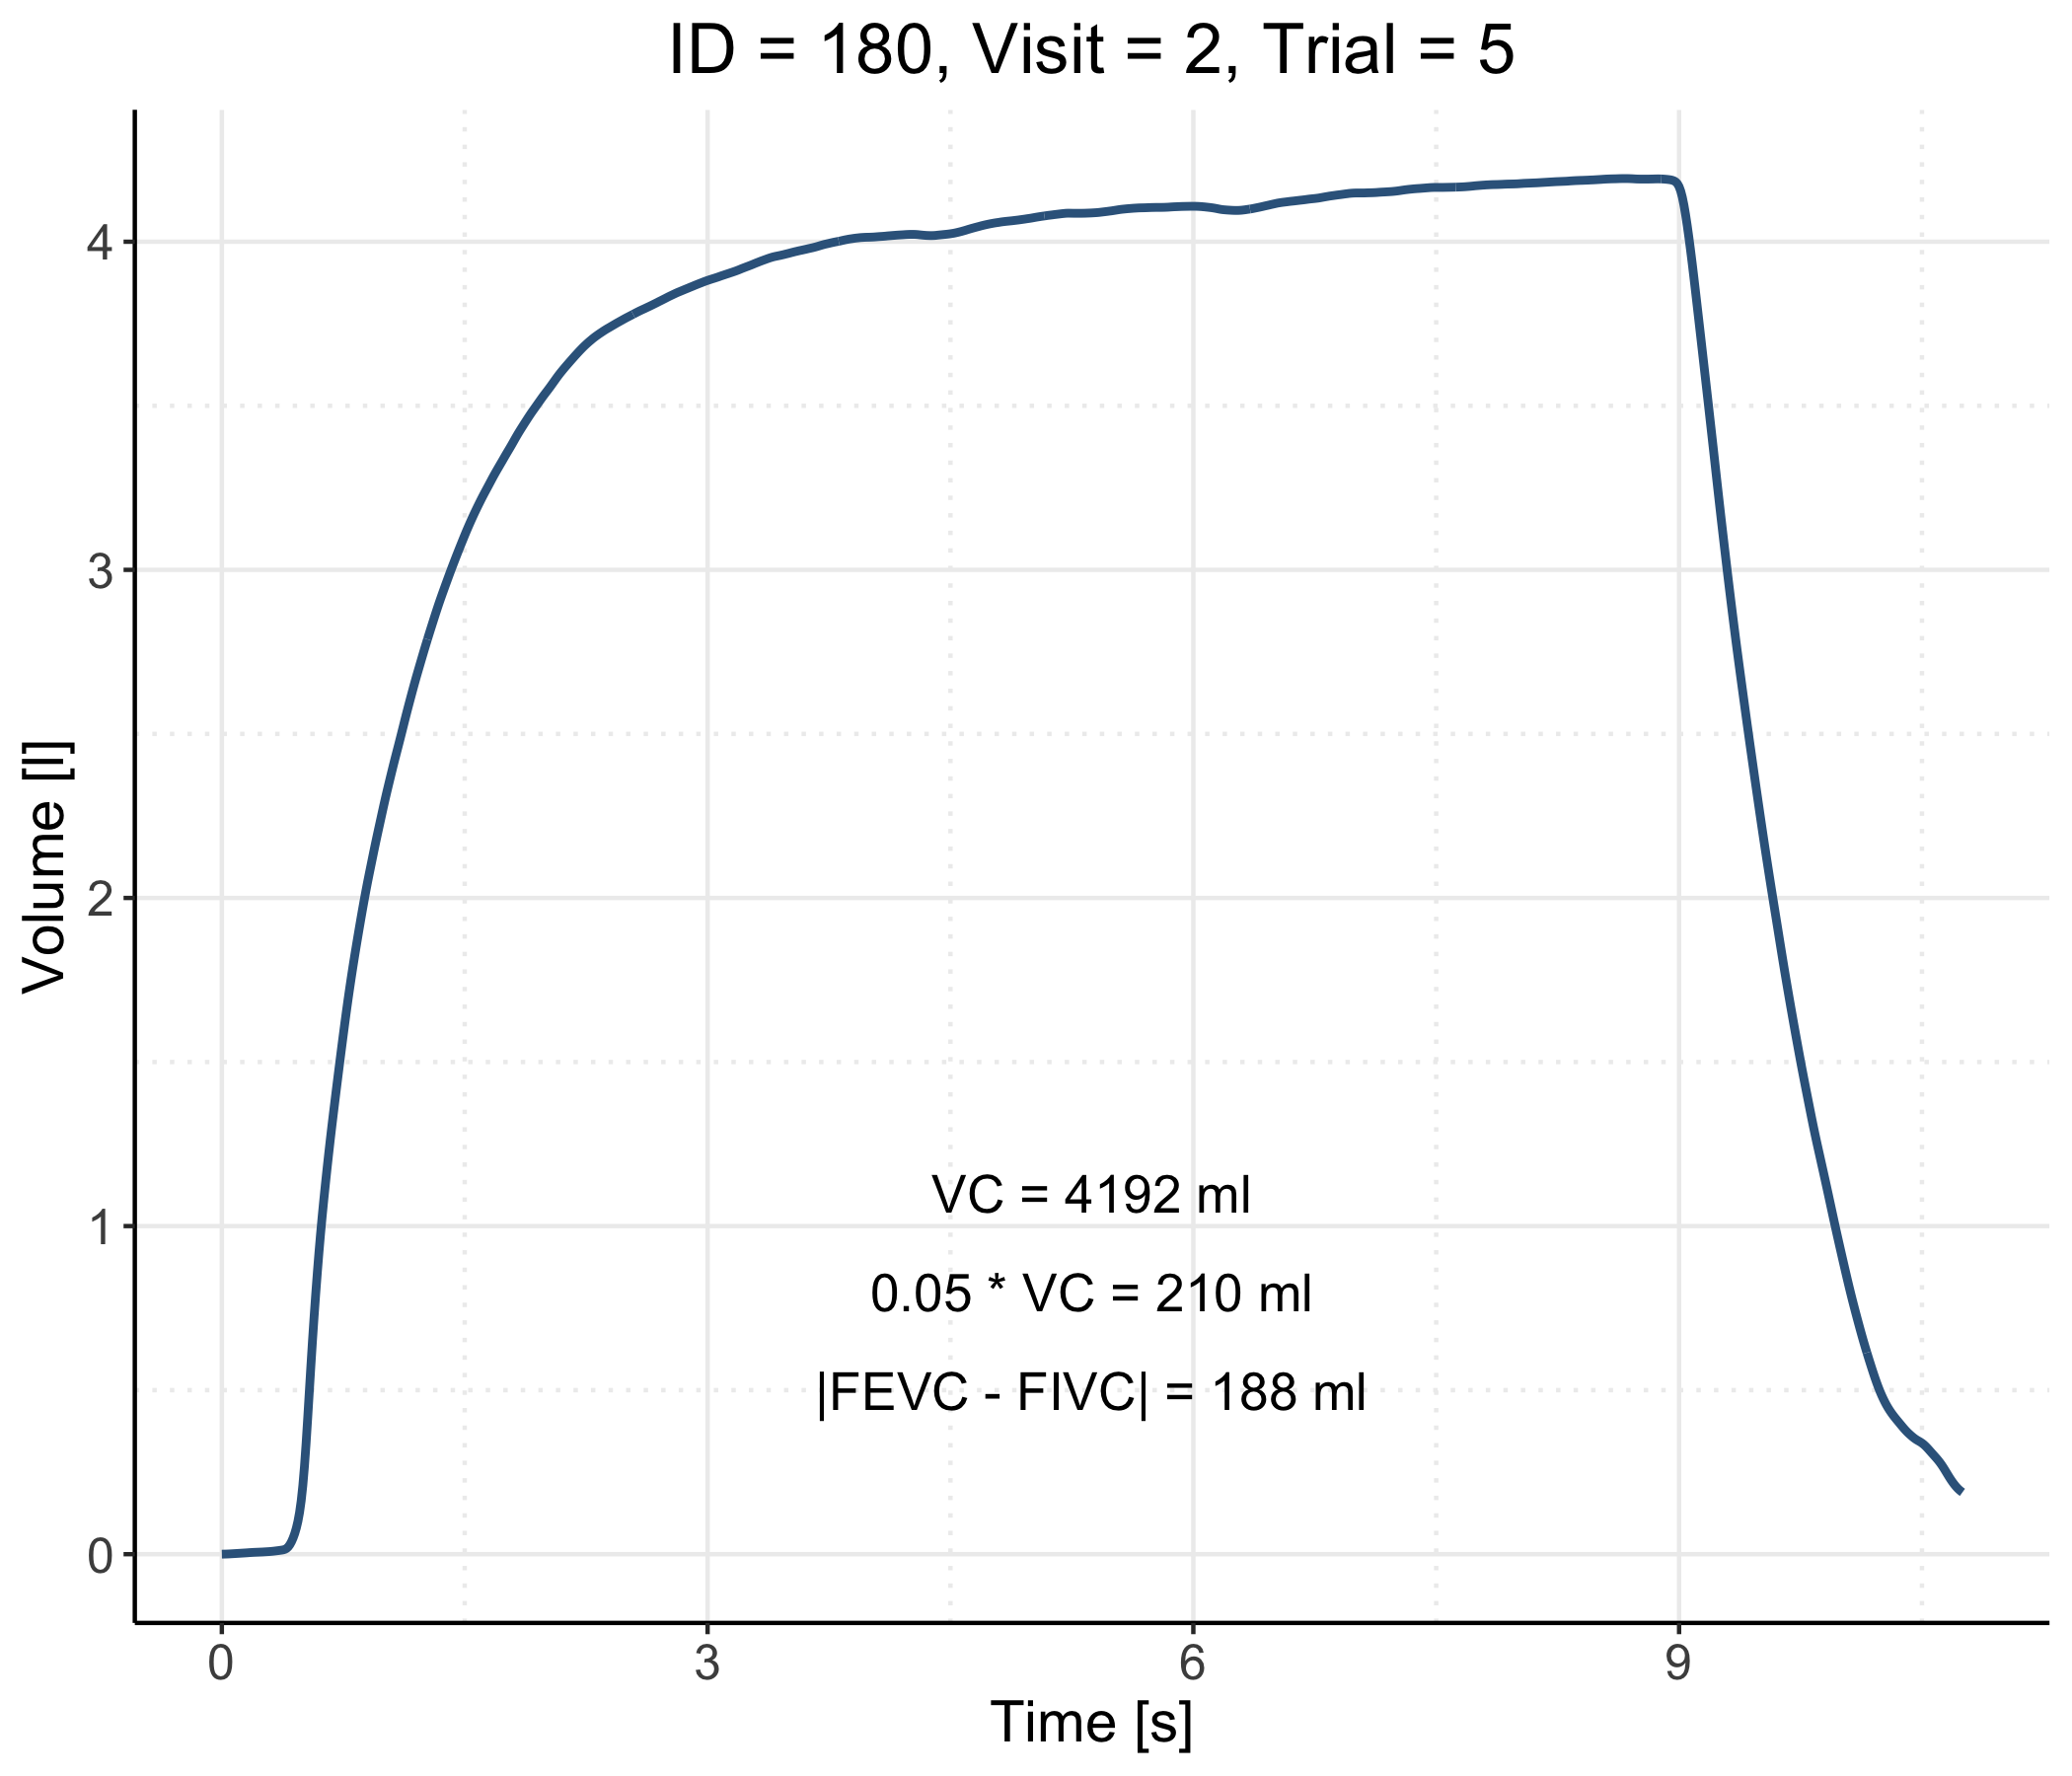 ID = 180, Visit = 2, Trial = 5
Volume [l]
4
3
2
1
0
VC = 4192 ml
0.05 * VC = 210 ml
|FEVC - FIVC| = 188 ml
0 3 6 9
Time [s]